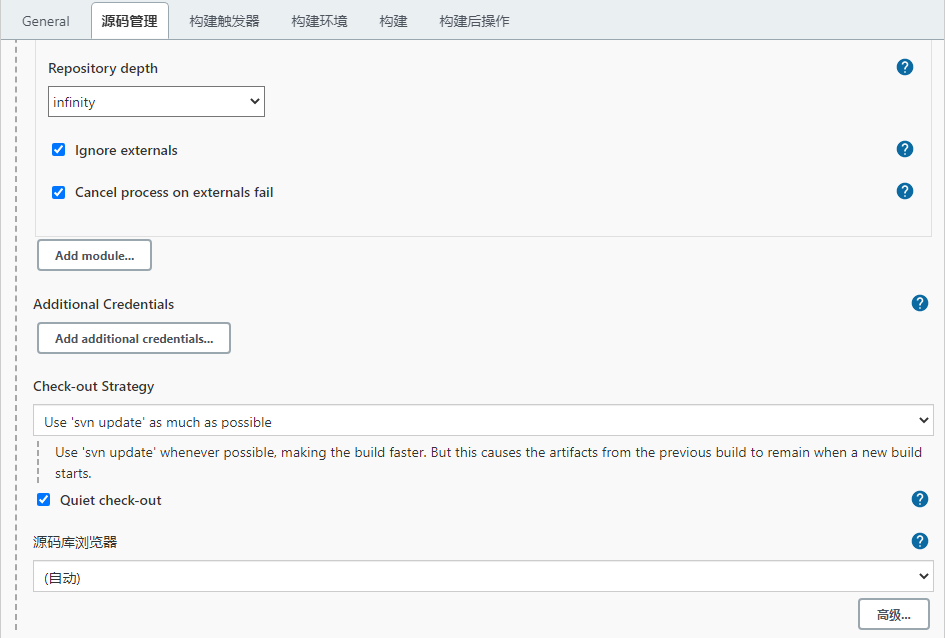 General 源码管理 构建触发器 构建环境 构建 构建后操作
Repository depth
infinity
Ignore externals
Cancel process on externals fail
Add module...
Additional Credentials
Add additional credentials...
Check-out Strategy
Use 'svn update' as much as possible
Use 'svn update' whenever possible, making the build faster. But this causes the artifacts from the previous build to remain when a new build
starts.
Quiet check-out
源码库浏览器
(自动)
高级...